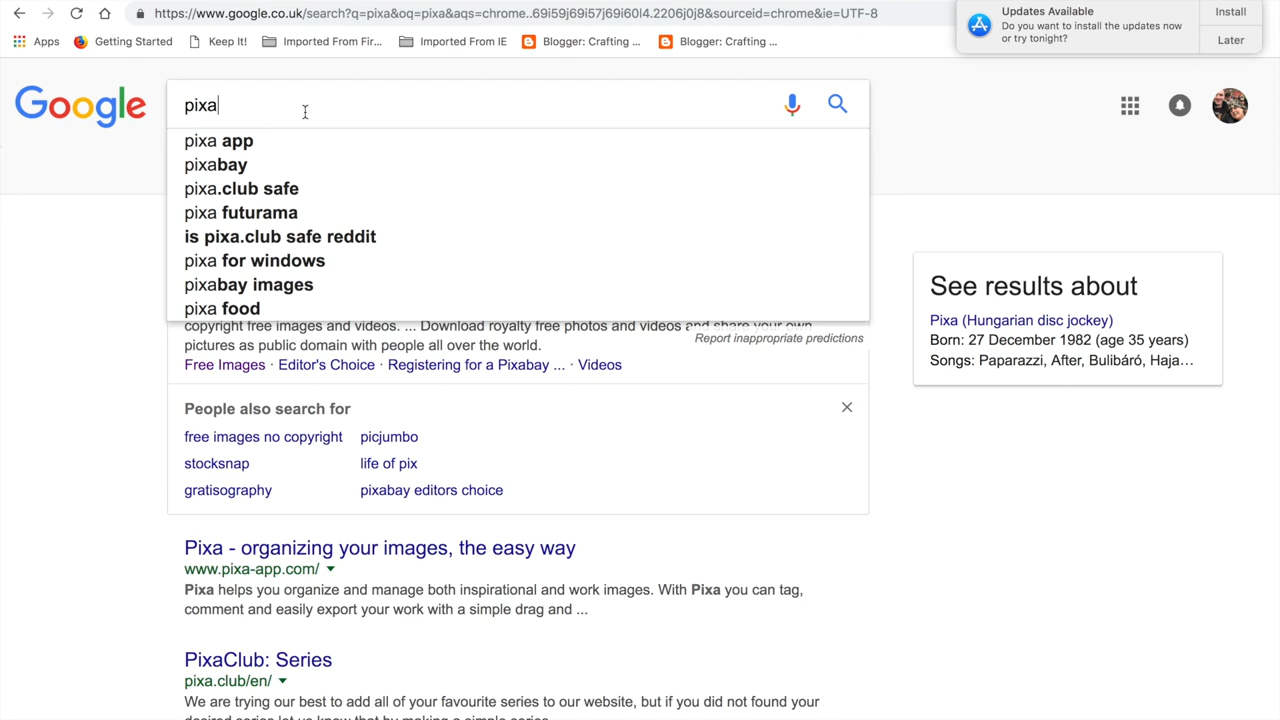 https://www.google.co.uk/search?q=pixa&oq=pixa&aqs=chrome..69i59j69i57j69i60l4.2206j0j8&sourceid=chrome&ie=UTF-8
Updates Available
Do you want to install the updates now
or try tonight?
Install
Later
Apps
Getting Started
Keep It!
Imported From Fir...
Imported From IE
Blogger: Crafting ...
Blogger: Crafting ...
Google
pixa
pixa app
pixabay
pixa.club safe
pixa futurama
is pixa.club safe reddit
pixa for windows
pixabay images
pixa food
copyright free images and videos. ... Download royalty free photos and videos and share your own
Report inappropriate predictions
pictures as public domain with people all over the world.
Free Images · Editor's Choice · Registering for a Pixabay ... · Videos
See results about
Pixa (Hungarian disc jockey)
Born: 27 December 1982 (age 35 years)
Songs: Paparazzi, After, Bulibáró, Haja…
People also search for
free images no copyright picjumbo
stocksnap life of pix
gratisography pixabay editors choice
Pixa - organizing your images, the easy way
www.pixa-app.com/
Pixa helps you organize and manage both inspirational and work images. With Pixa you can tag,
comment and easily export your work with a simple drag and ...
PixaClub: Series
pixa.club/en/
We are trying our best to add all of your favourite series to our website, but if you did not found your
desired series let us know that by making a simple series